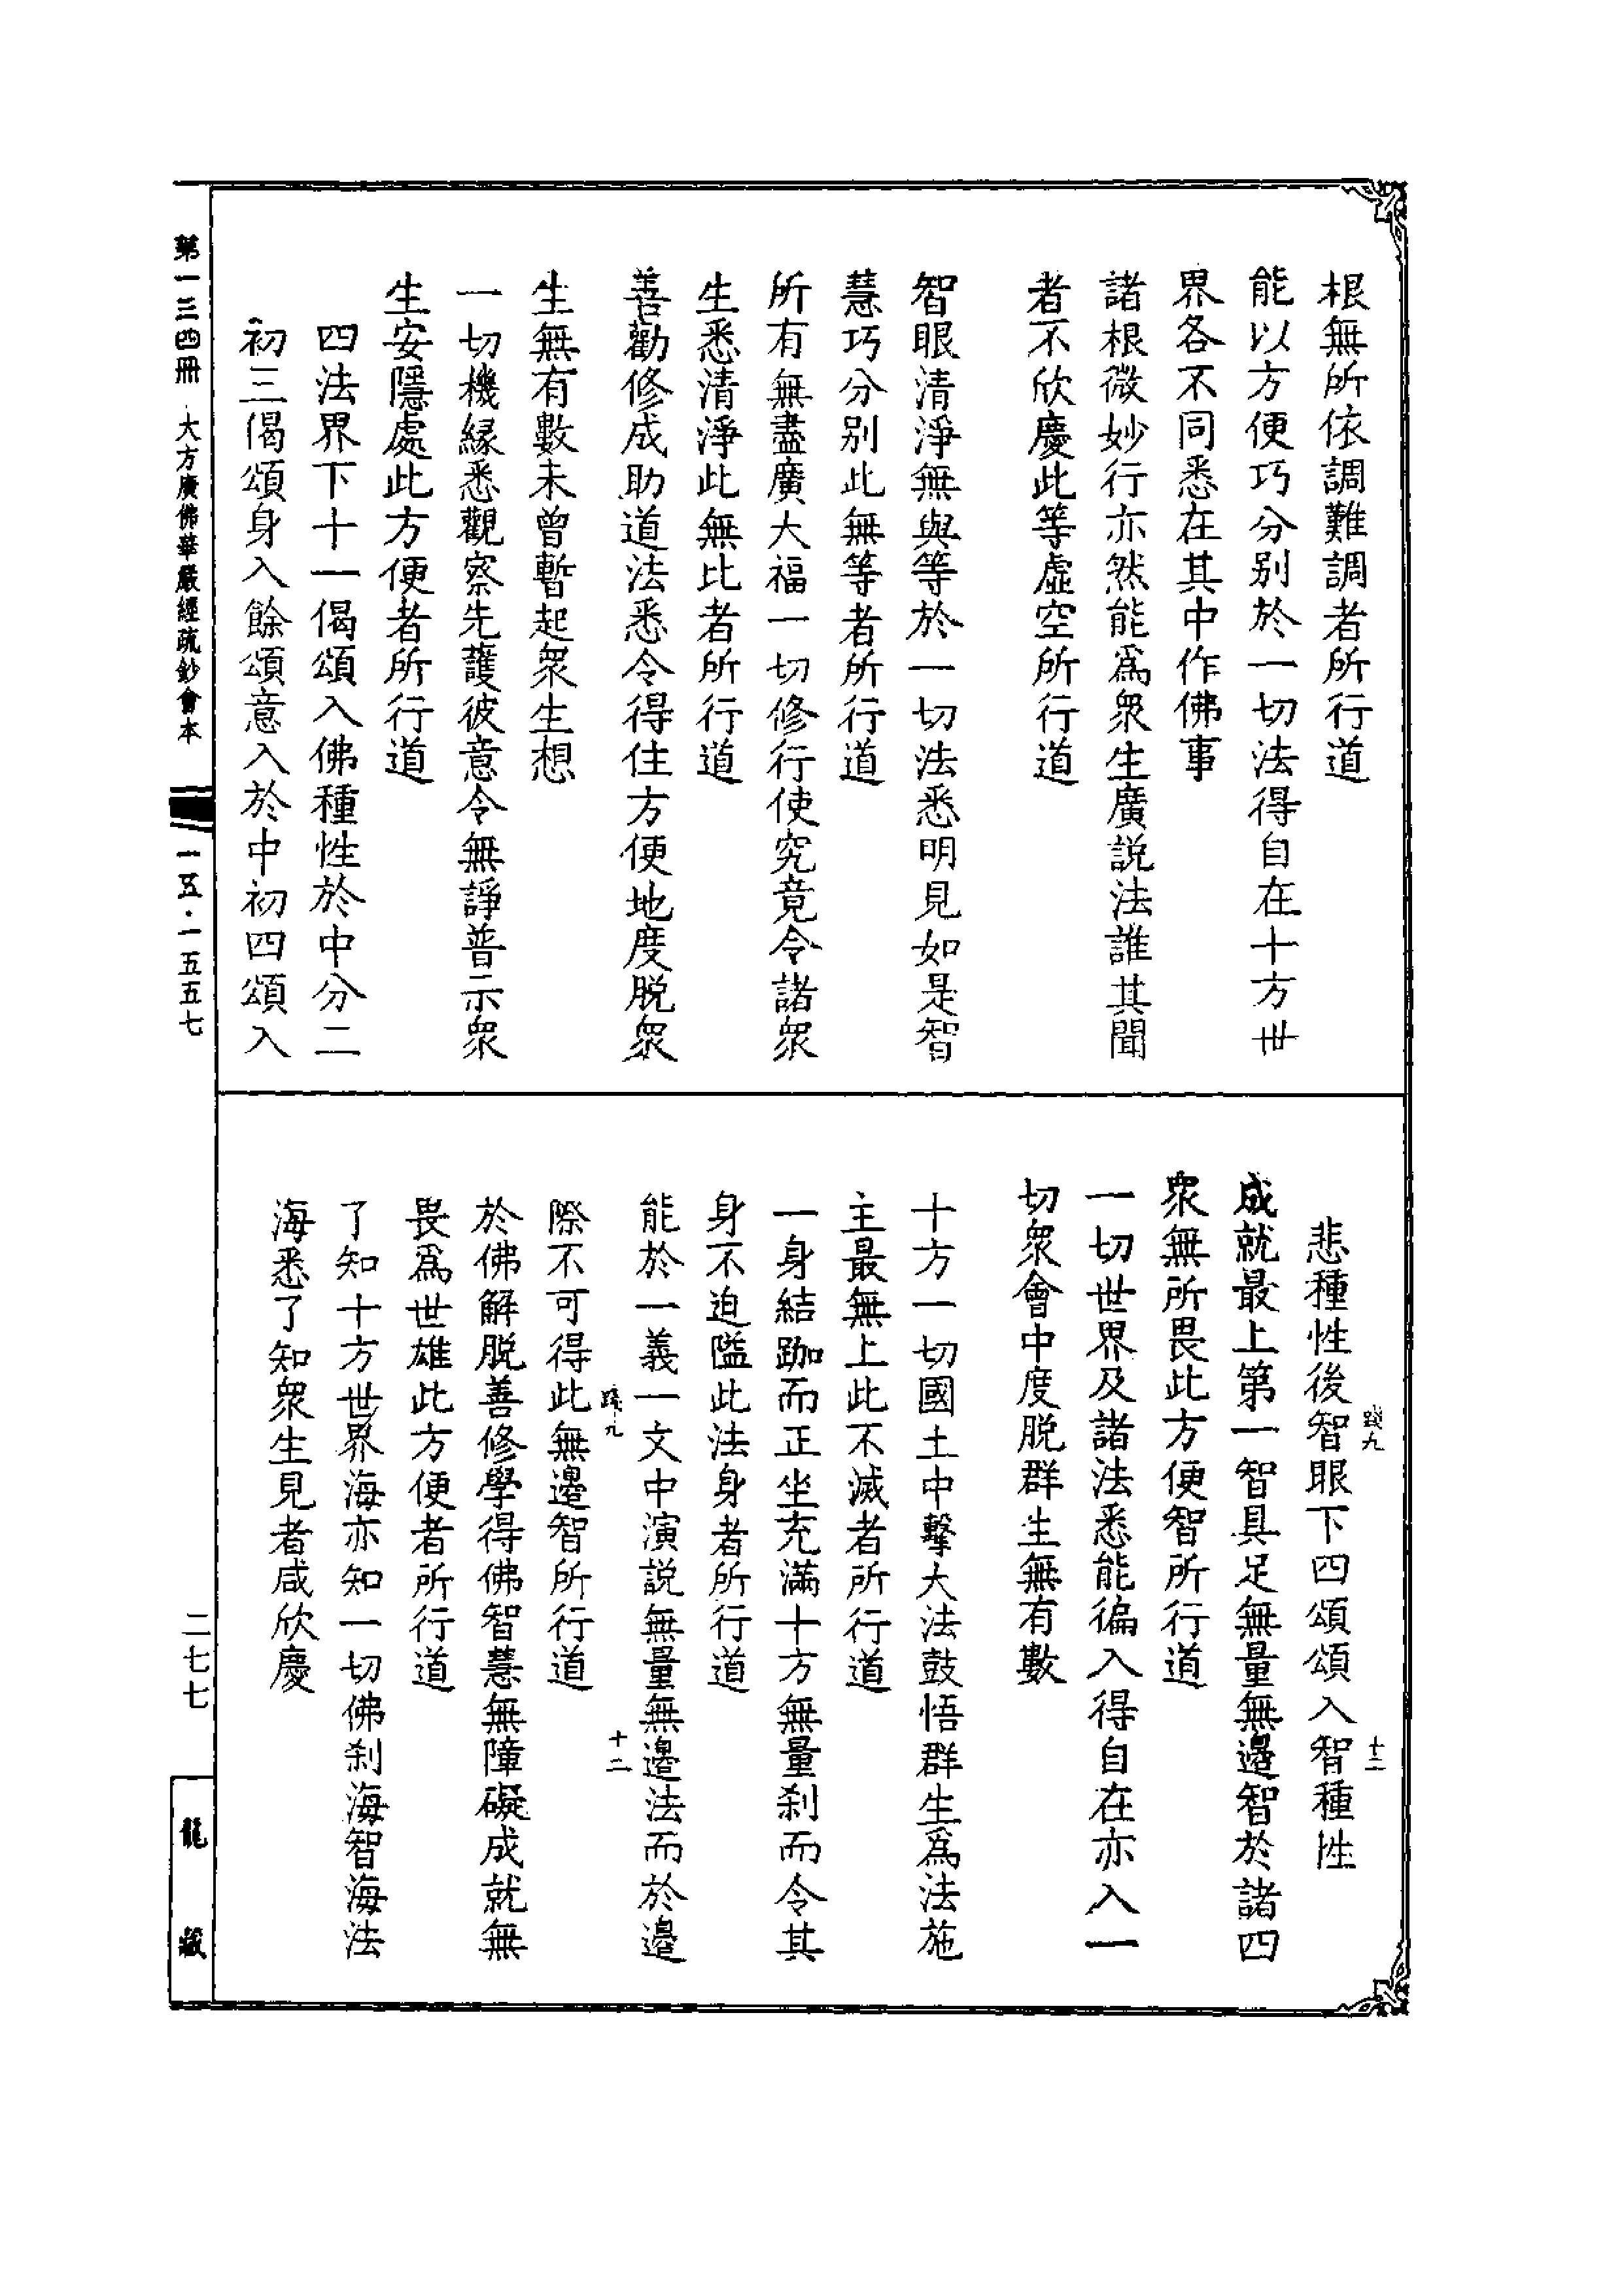 根無所依調難調者所行道
能以方便巧分别於一切法得自在十方世
界各不同悉在其中作佛事
諸根微妙行亦然能爲衆生廣説法誰其聞
者不欣慶此等虚空所行道
智眼清淨無與等於一切法悉明見如是智
慧巧分别此無等者所行道
所有無盡廣大福一切修行使究竟令諸衆
生悉清淨此無比者所行道
善勸修成助道法悉令得住方便地度脱衆
生無有數未曾暫起衆生想
一切機緣悉觀察先護彼意令無諍普示衆
生安隱處此方便者所行道
四法界下十一偈頌入佛種性於中分二
初三偈頌身入餘頌意入於中初四頌入
悲種性後智眼下四頌頌入智種性
成就最上第一智具足無量無邊智於諸四
衆無所畏此方便智所行道
一切世界及諸法悉能徧入得自在亦入一
切衆會中度脱群生無有數
十方一切國土中擊大法鼓悟群生爲法施
主最無上此不滅者所行道
一身結跏而正坐充滿十方無量刹而令其
身不迫隘此法身者所行道
能於一義一文中演説無量無邊法而於邊
際不可得此無邊智所行道
於佛解脱善修學得佛智慧無障礙成就無
畏爲世雄此方便者所行道
了知十方世界海亦知一切佛刹海智海法
海悉了知衆生見者咸欣慶
九
十二
九
十二
第一三四冊 大方廣佛華嚴經疏鈔會本
一五·一五五七
二七七
龍藏